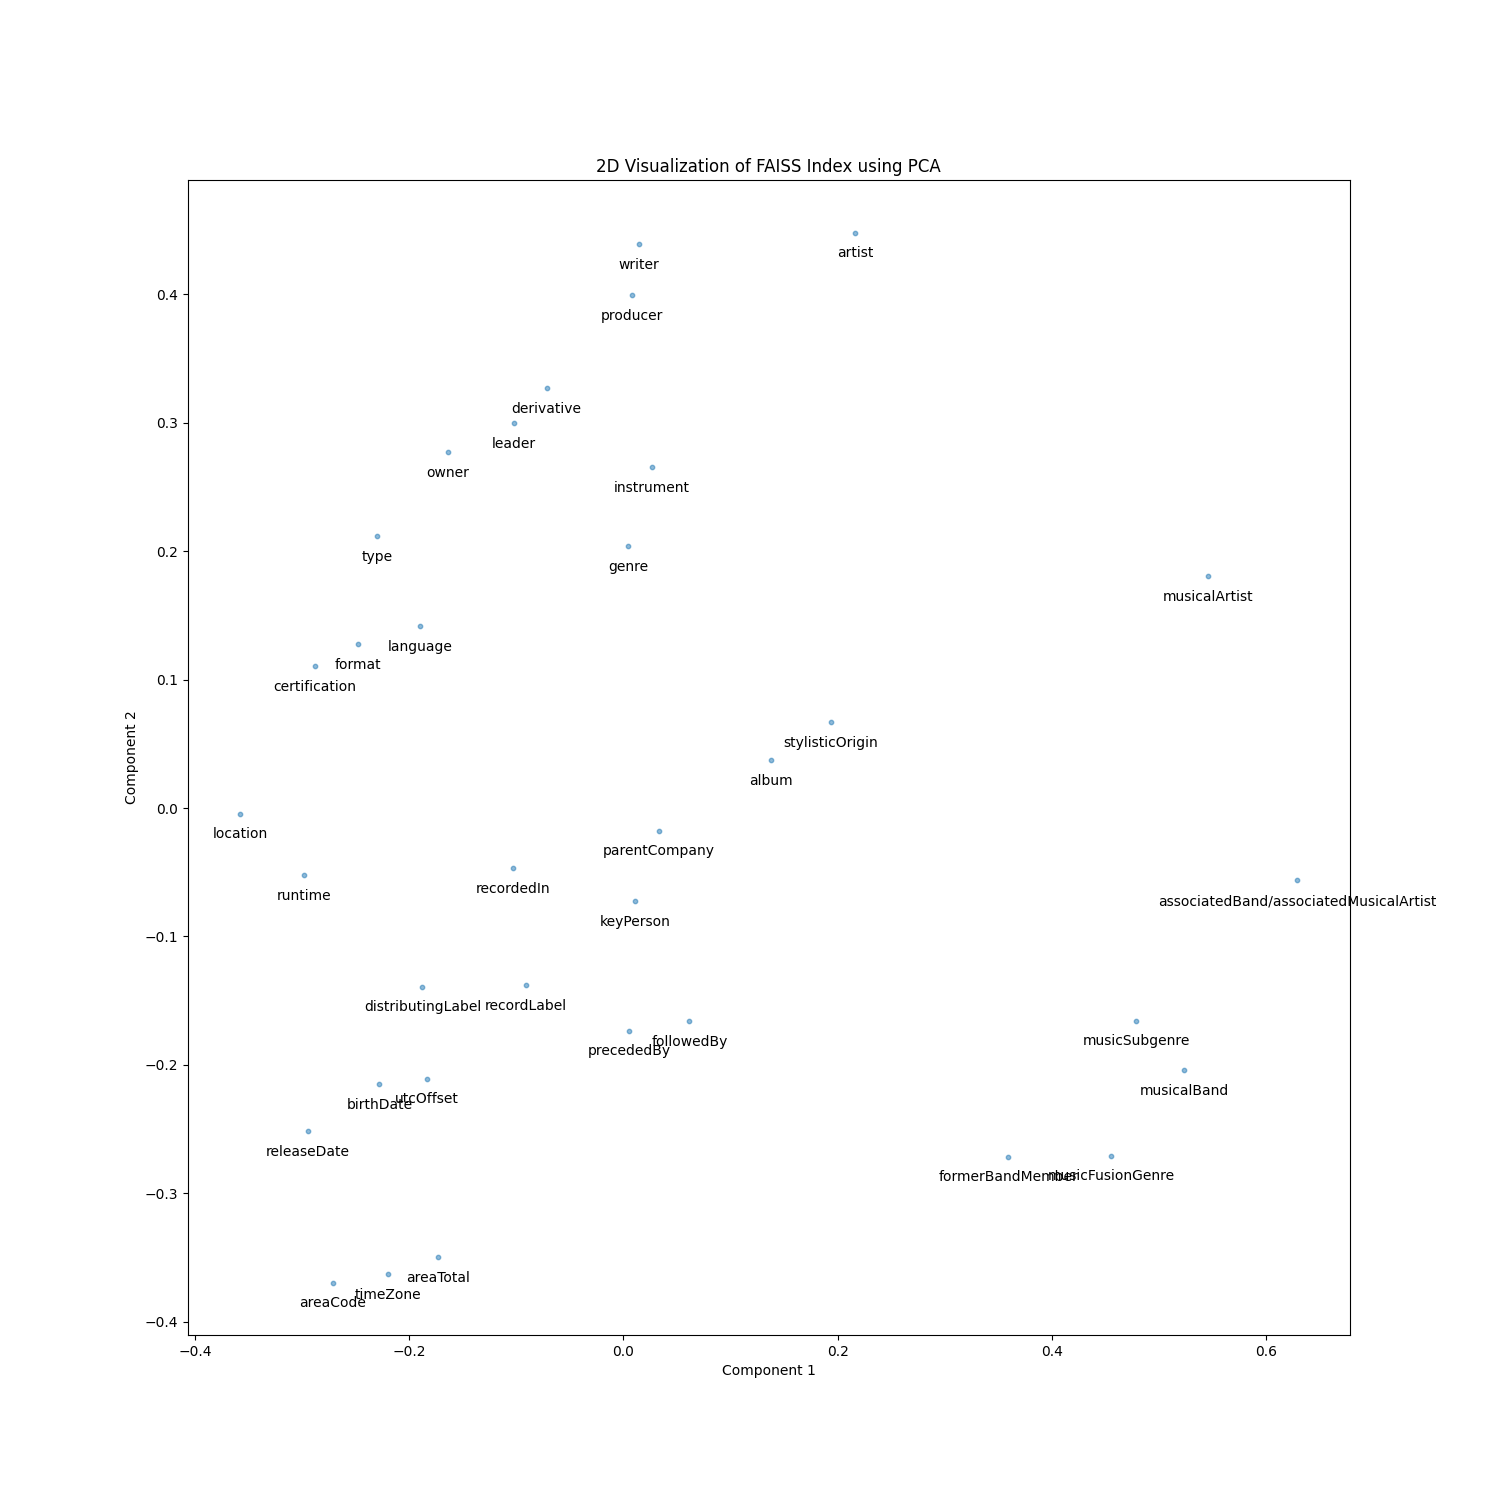 2D Visualization of FAISS Index using PCA
artist
writer
producer
derivative
leader
owner
instrument
type
genre
musicalArtist
language
format
certification
stylisticOrigin
album
location
parentCompany
recordedIn
runtime
associatedBand/associatedMusicalArtist
keyPerson
distributingLabel
recordLabel
followedBy
precededBy
musicSubgenre
musicalBand
utcOffset
birthDate
releaseDate
formerBandMember
musicFusionGenre
areaTotal
timeZone
areaCode
0.4
0.3
0.2
0.1
0.0
−0.1
−0.2
−0.3
−0.4
Component 2
−0.4
−0.2
0.0
0.2
0.4
0.6
Component 1